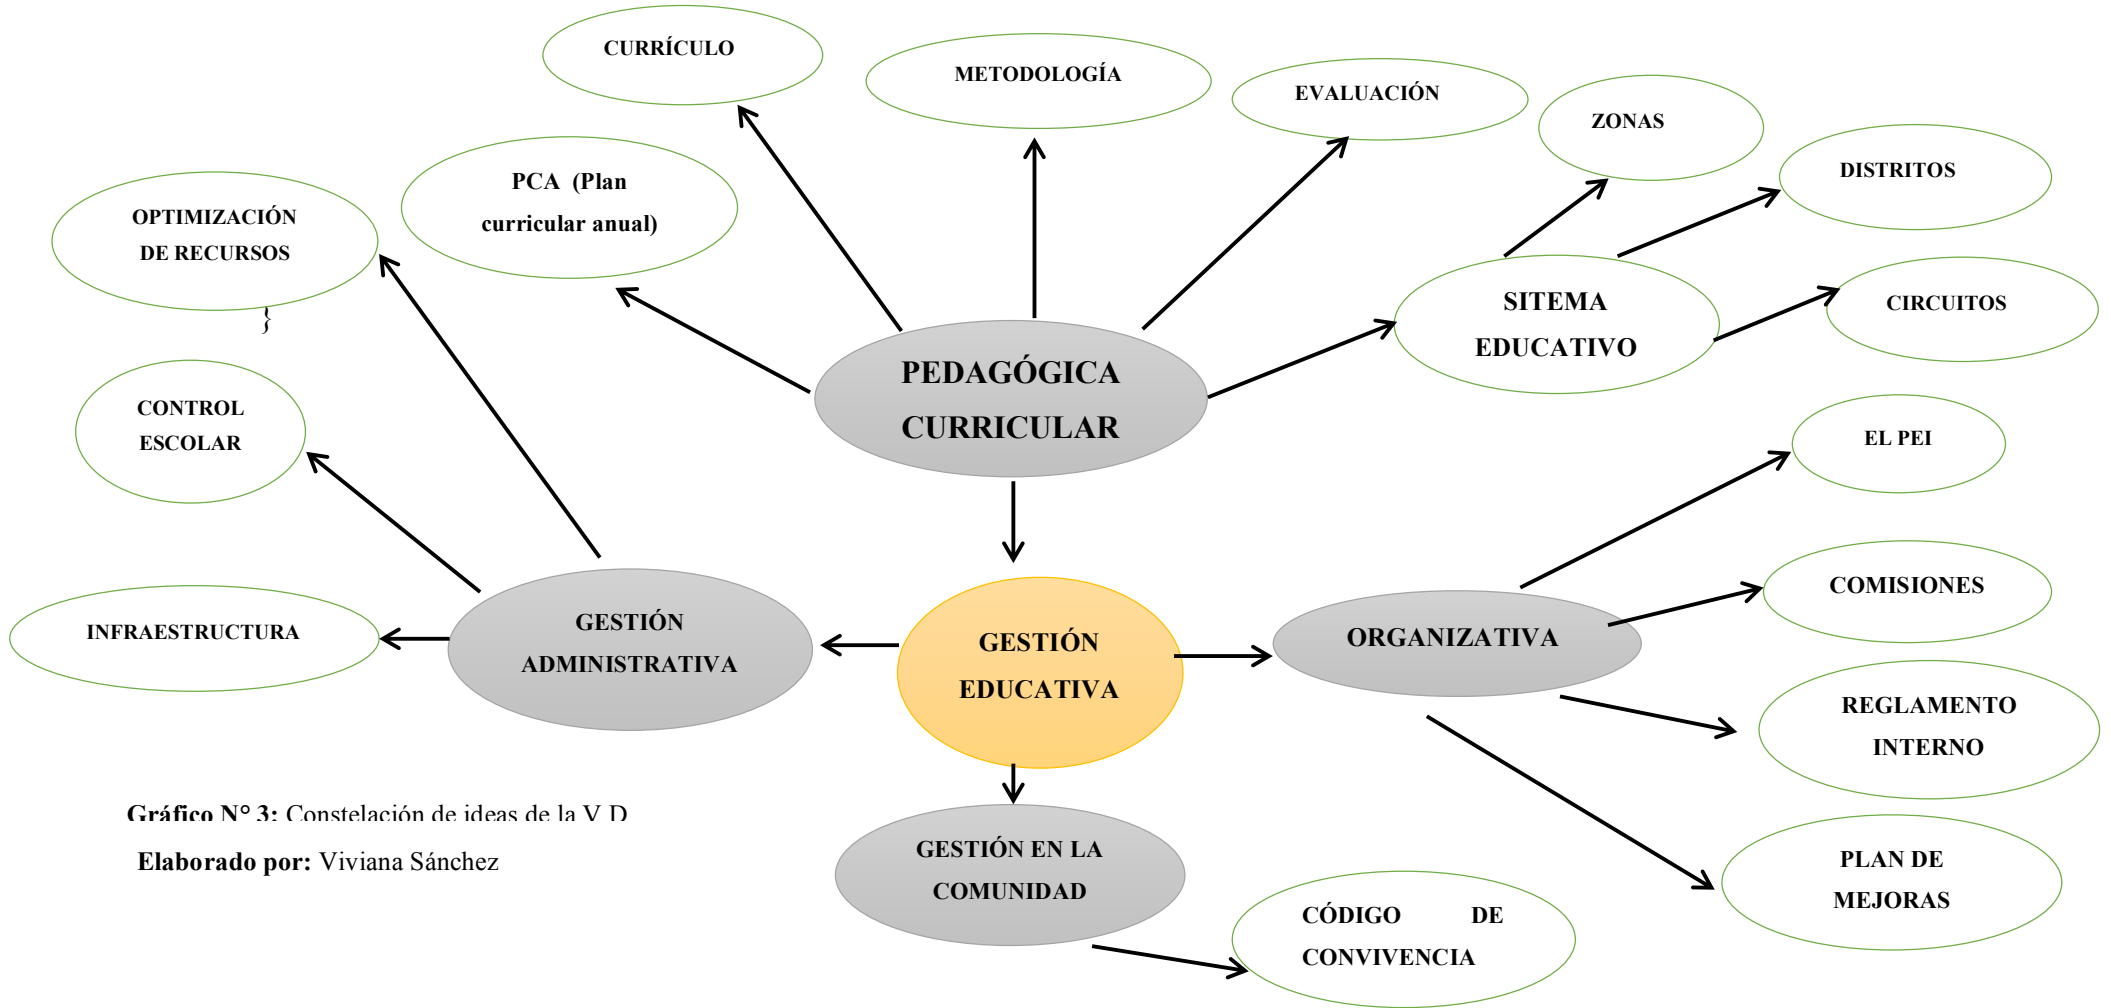 CURRÍCULO
METODOLOGÍA
EVALUACIÓN
ZONAS
DISTRITOS
PCA (Plan
curricular anual)
OPTIMIZACIÓN
DE RECURSOS
}
SITEMA
EDUCATIVO
CIRCUITOS
PEDAGÓGICA
CURRICULAR
CONTROL
ESCOLAR
EL PEI
INFRAESTRUCTURA
GESTIÓN
ADMINISTRATIVA
GESTIÓN
EDUCATIVA
ORGANIZATIVA
COMISIONES
REGLAMENTO
INTERNO
Gráfico N° 3: Constelación de ideas de la V D
Elaborado por: Viviana Sánchez
GESTIÓN EN LA
COMUNIDAD
PLAN DE
MEJORAS
CÓDIGO DE
CONVIVENCIA